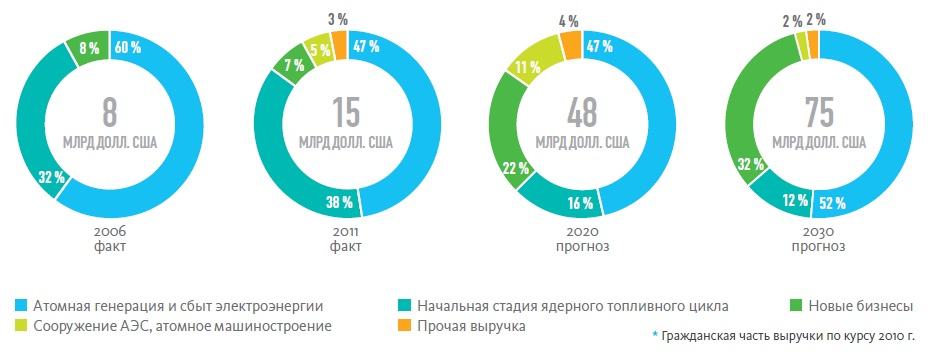 3 % 4 % 2 % 2 %
8 % 60 % 7 % 5 % 47 % 11 % 47 %
8 15 48 75
МЛРД ДОЛЛ. США МЛРД ДОЛЛ. США МЛРД ДОЛЛ. США МЛРД ДОЛЛ. США
32 % 38 % 22 % 16 % 32 % 12 % 52 %
2006 2011 2020 2030
факт факт прогноз прогноз
Атомная генерация и сбыт электроэнергии Начальная стадия ядерного топливного цикла Новые бизнесы
Сооружение АЭС, атомное машиностроение Прочая выручка
* Гражданская часть выручки по курсу 2010 г.